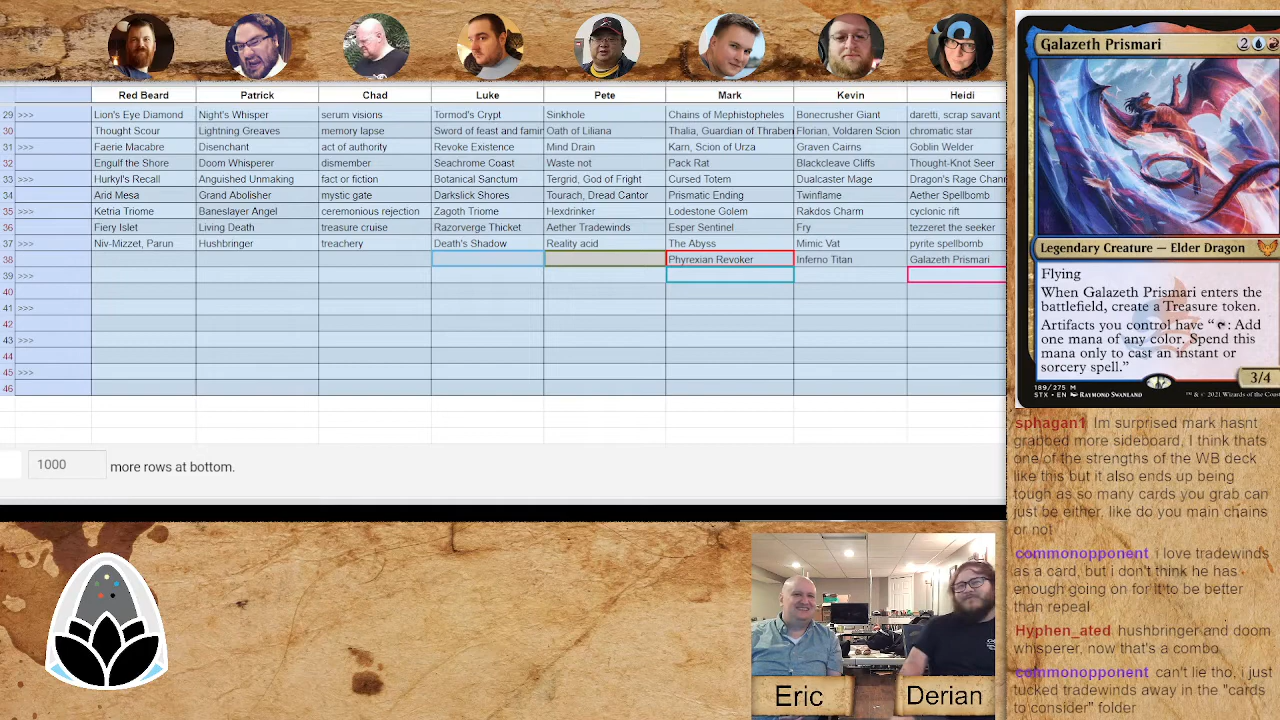 Red Beard Patrick Chad Luke Pete Mark Kevin Heidi
29 >>> Lion's Eye Diamond Night's Whisper serum visions Tormod's Crypt Sinkhole Chains of Mephistopheles Bonecrusher Giant daretti, scrap savant
30 Thought Scour Lightning Greaves memory lapse Sword of feast and famin Oath of Liliana Thalia, Guardian of Thraben Florian, Voldaren Scion chromatic star
31 >>> Faerie Macabre Disenchant act of authority Revoke Existence Mind Drain Karn, Scion of Urza Graven Cairns Goblin Welder
32 Engulf the Shore Doom Whisperer dismember Seachrome Coast Waste not Pack Rat Blackcleave Cliffs Thought-Knot Seer
33 >>> Hurkyl's Recall Anguished Unmaking fact or fiction Botanical Sanctum Tergrid, God of Fright Cursed Totem Dualcaster Mage Dragon's Rage Chann
34 Arid Mesa Grand Abolisher mystic gate Darkslick Shores Tourach, Dread Cantor Prismatic Ending Twinflame Aether Spellbomb
35 >>> Ketria Triome Baneslayer Angel ceremonious rejection Zagoth Triome Hexdrinker Lodestone Golem Rakdos Charm cyclonic rift
36 Fiery Islet Living Death treasure cruise Razorverge Thicket Aether Tradewinds Esper Sentinel Fry tezzeret the seeker
37 >>> Niv-Mizzet, Parun Hushbringer treachery Death's Shadow Reality acid The Abyss Mimic Vat pyrite spellbomb
38 Phyrexian Revoker Inferno Titan Galazeth Prismari
39 >>>
40
41 >>>
42
43 >>>
44
45 >>>
46
1000 more rows at bottom.
Galazeth Prismari 2
Legendary Creature — Elder Dragon
Flying
When Galazeth Prismari enters the
battlefield, create a Treasure token.
Artifacts you control have “ : Add
one mana of any color. Spend this
mana only to cast an instant or
sorcery spell.”
3/4
189/275 M
STX • EN RAYMOND SWANLAND ™ & © 2021 Wizards of the Coast
sphagan1 Im surprised mark hasnt
grabbed more sideboard, I think thats
one of the strengths of the WB deck
like this but it also ends up being
tough as so many cards you grab can
just be either, like do you main chains
or not
commonopponent i love tradewinds
as a card, but i don't think he has
enough going on for it to be better
than repeal
Hyphen_ated hushbringer and doom
whisperer, now that's a combo
commonopponent can't lie tho, i just
tucked tradewinds away in the "cards
to consider" folder
Eric Derian